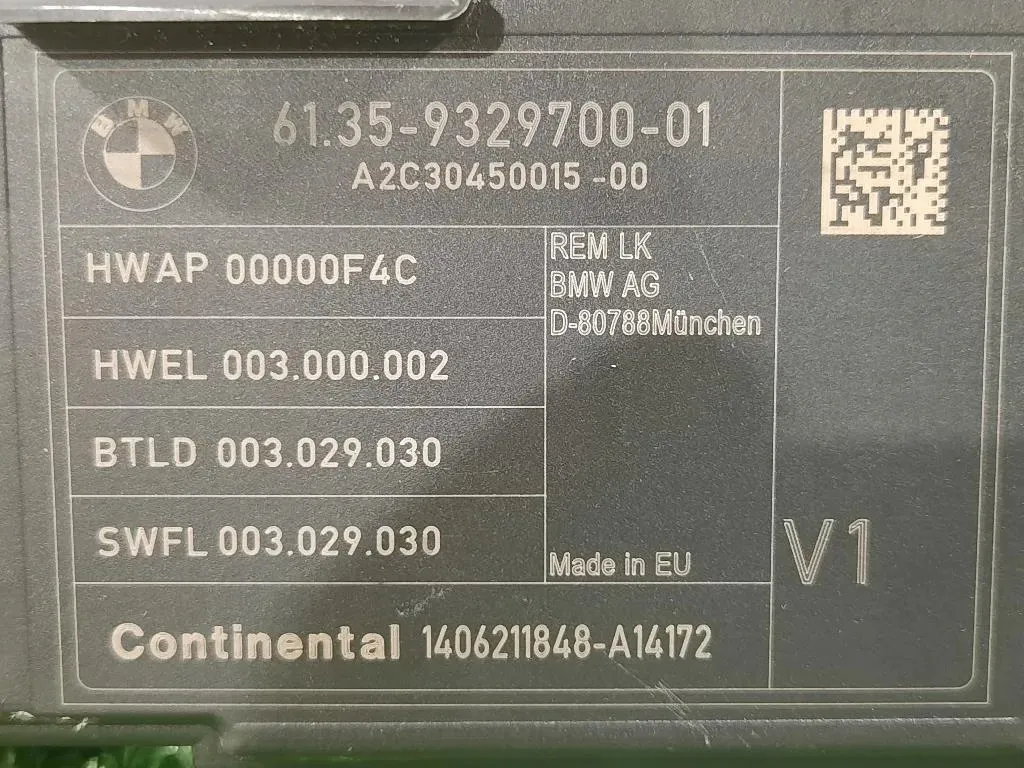 BMW
61.35-9329700-01
A2C30450015 -00
HWAP 00000F4C
REM LK
BMW AG
D-80788München
HWEL 003.000.002
BTLD 003.029.030
SWFL 003.029.030
Made in EU
V1
Continental 1406211848-A14172